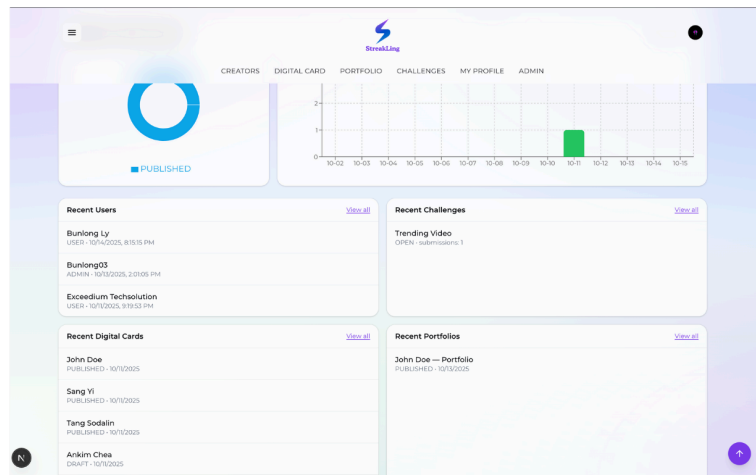 StreakLing
CREATORS DIGITAL CARD PORTFOLIO CHALLENGES MY PROFILE ADMIN
PUBLISHED
2
1
0
10-02 10-03 10-04 10-05 10-06 10-07 10-08 10-09 10-10 10-11 10-12 10-13 10-14 10-15
Recent Users View all
Bunlong Ly
USER • 10/14/2025, 8:15:15 PM
Bunlong03
ADMIN • 10/13/2025, 2:01:05 PM
Exceedium Techsolution
USER • 10/11/2025, 9:19:53 PM
Recent Challenges View all
Trending Video
OPEN • submissions: 1
Recent Digital Cards View all
John Doe
PUBLISHED • 10/11/2025
Sang Yi
PUBLISHED • 10/11/2025
Tang Sodalin
PUBLISHED • 10/11/2025
Ankim Chea
DRAFT • 10/11/2025
Recent Portfolios View all
John Doe — Portfolio
PUBLISHED • 10/13/2025
N